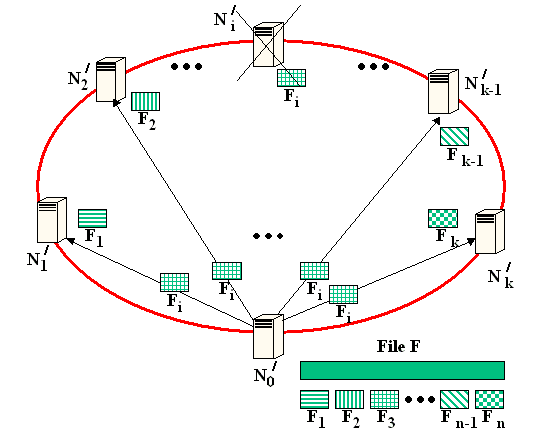 N′i
N′2
N′k-1
Fi
F2
Fk-1
F1
Fk
N′1
N′k
Fi
Fi
Fi
Fi
N′0
File F
F1 F2 F3 Fn-1 Fn